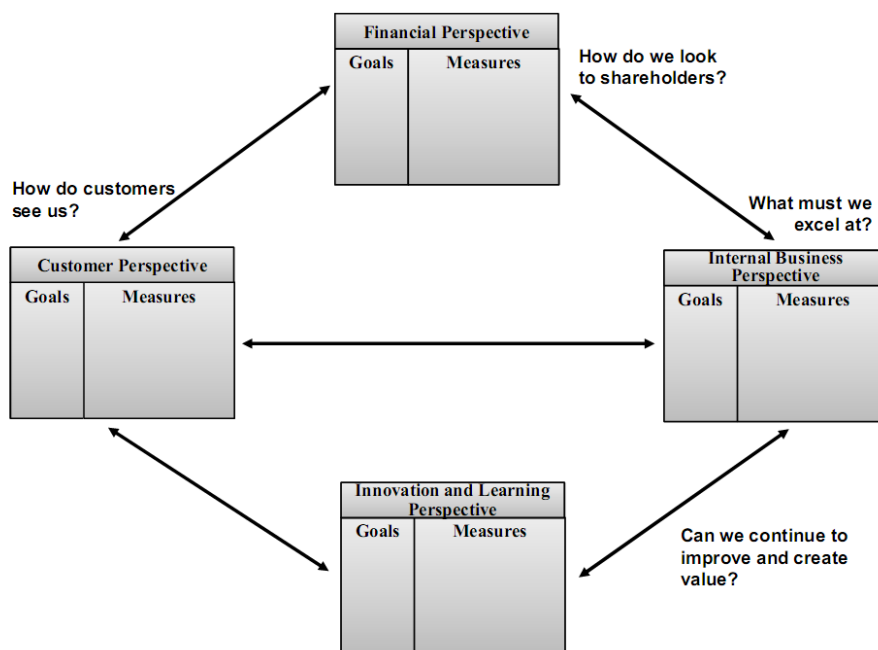 Financial Perspective
Goals Measures
How do we look
to shareholders?
How do customers
see us?
What must we
excel at?
Customer Perspective
Goals Measures
Internal Business
Perspective
Goals Measures
Innovation and Learning
Perspective
Goals Measures
Can we continue to
improve and create
value?